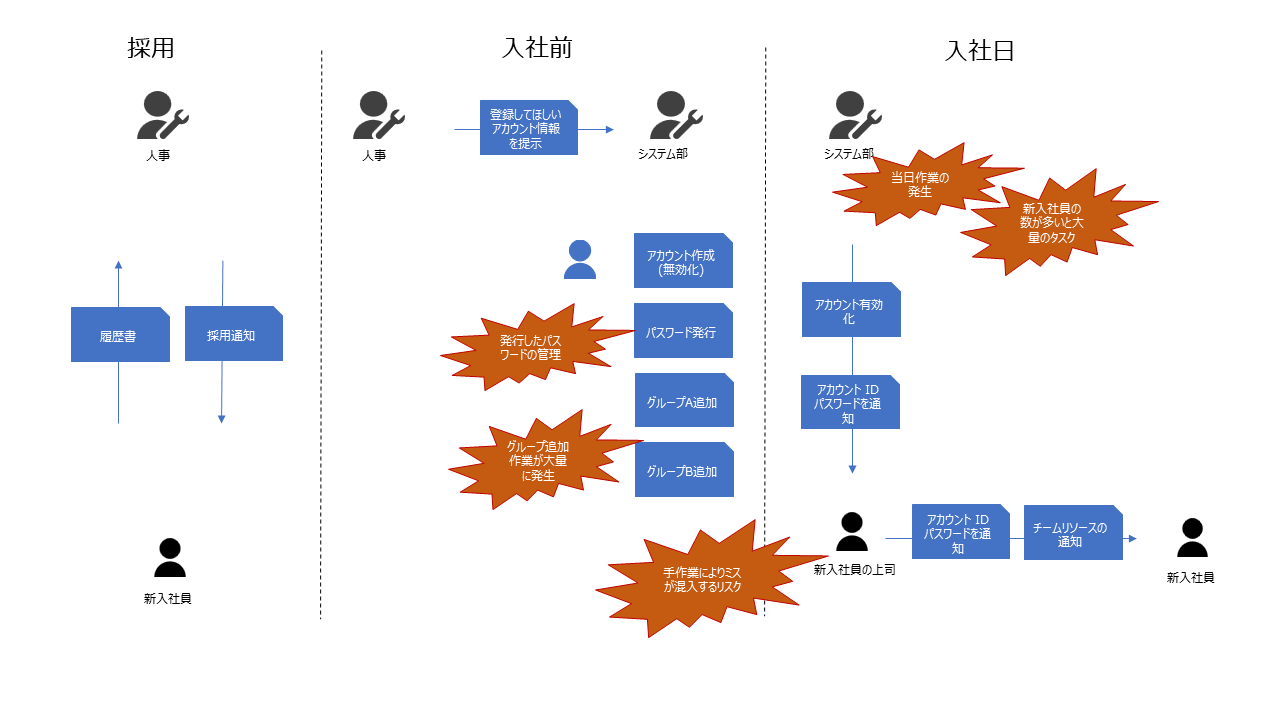 採用
入社前
入社日
人事
履歴書
採用通知
新入社員
人事
登録してほしい
アカウント情報
を提示
システム部
アカウント作成
(無効化)
パスワード発行
発行したパス
ワードの管理
グループA追加
グループ追加
作業が大量
に発生
グループB追加
手作業によりミス
が混入するリスク
システム部
当日作業の
発生
新入社員の
数が多いと大
量のタスク
アカウント有効
化
アカウント ID
パスワードを通
知
新入社員の上司
アカウント ID
パスワードを通
知
チームリソースの
通知
新入社員